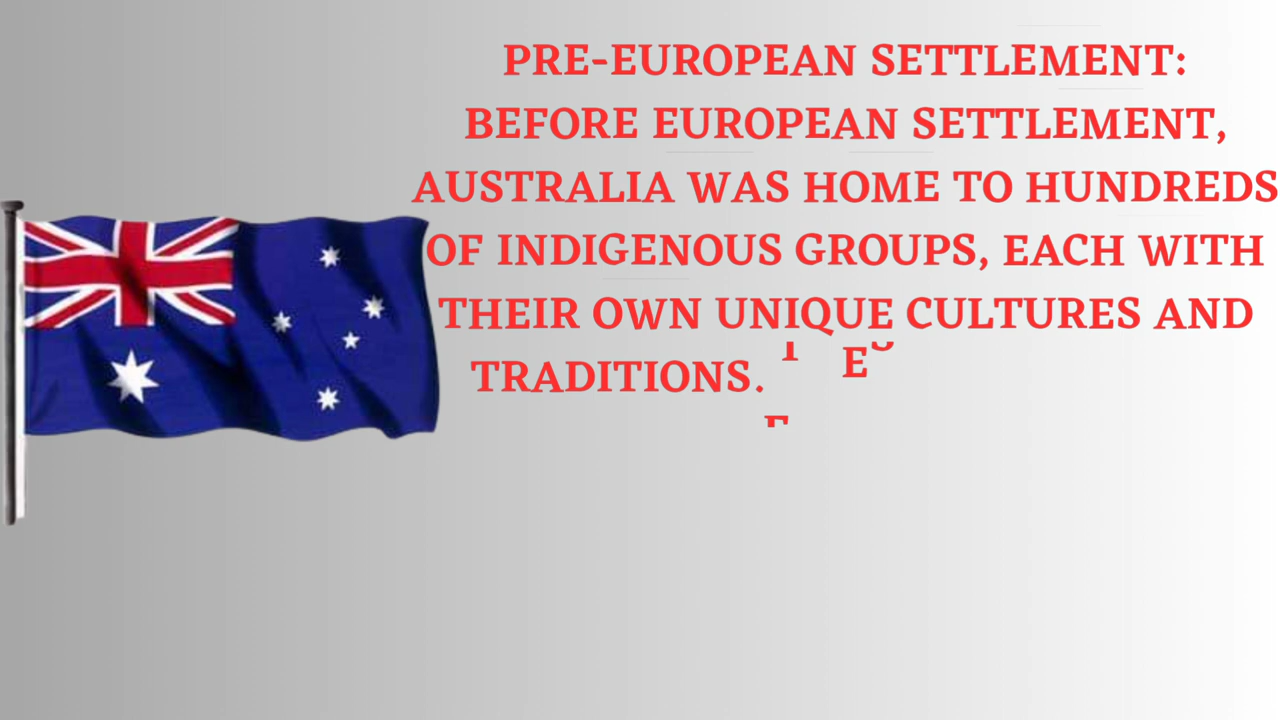 PRE-EUROPEAN SETTLEMENT:
BEFORE EUROPEAN SETTLEMENT,
AUSTRALIA WAS HOME TO HUNDREDS
OF INDIGENOUS GROUPS, EACH WITH
THEIR OWN UNIQUE CULTURES AND
TRADITIONS.